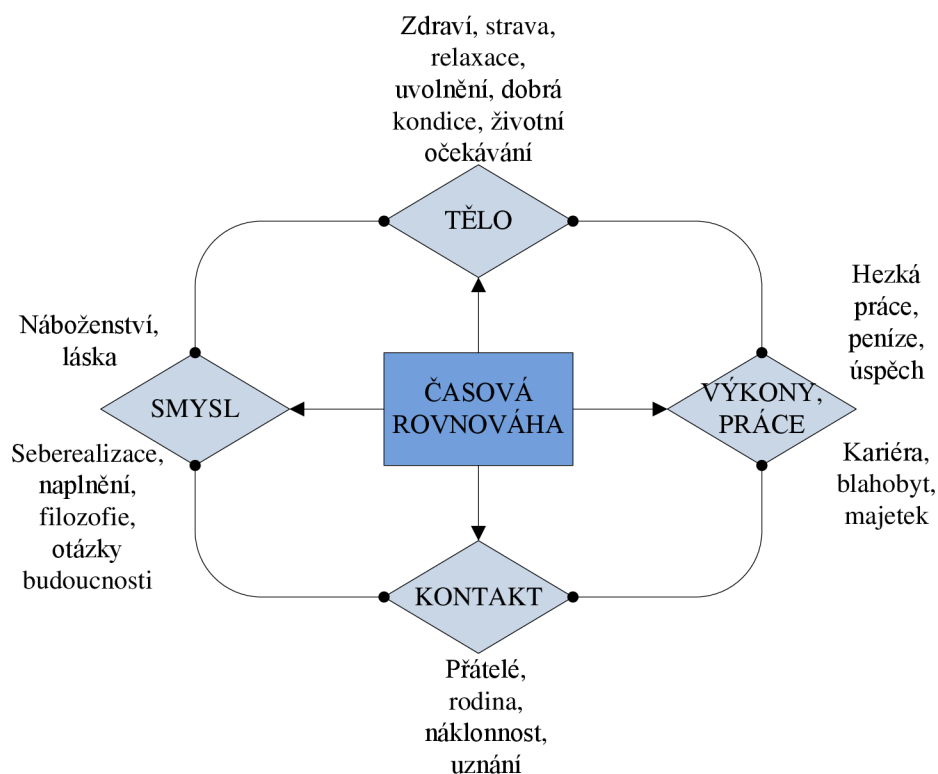 Zdraví, strava,
relaxace,
uvolnění, dobrá
kondice, životní
očekávání
TĚLO
Hezká
práce,
peníze,
úspěch
Náboženství,
láska
SMYSL
ČASOVÁ
ROVNOVÁHA
VÝKONY,
PRÁCE
Seberealizace,
naplnění,
filozofie,
otázky
budoucnosti
Kariéra,
blahobyt,
majetek
KONTAKT
Přátelé,
rodina,
náklonnost,
uznání